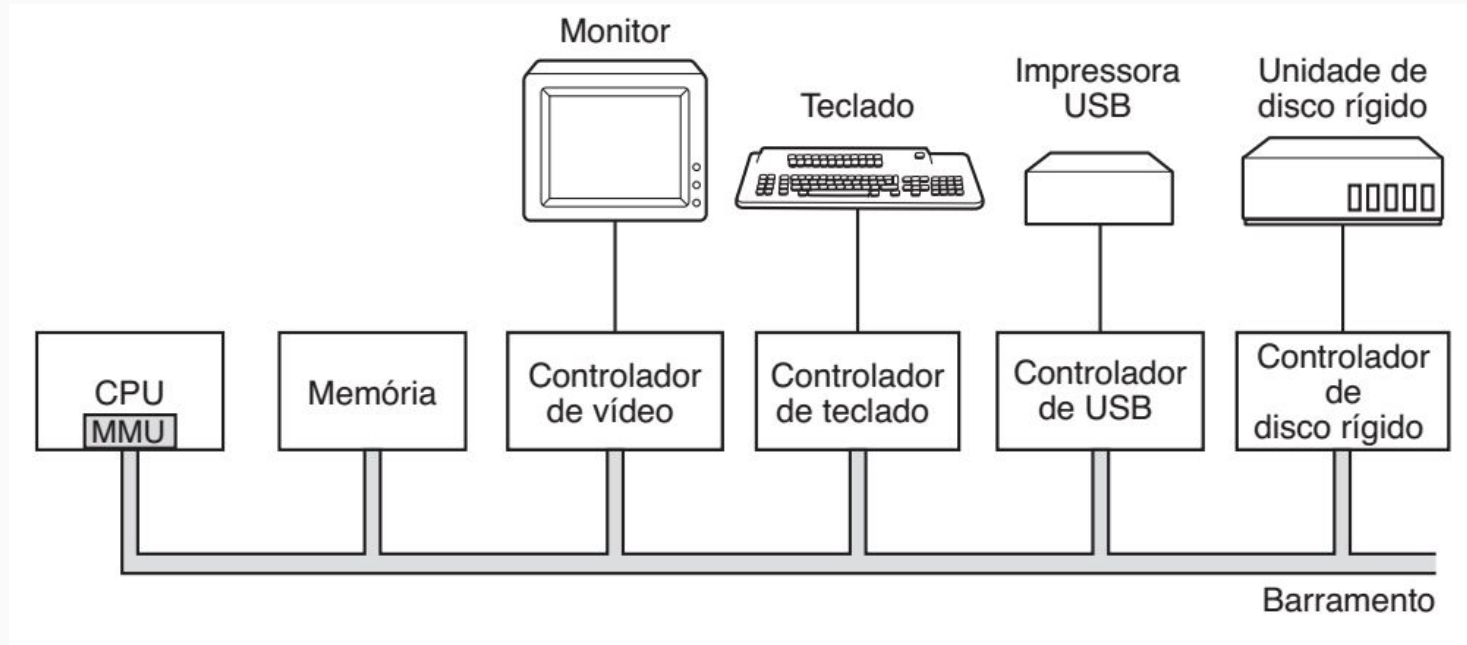 Monitor
Teclado
Impressora
USB
Unidade de
disco rígido
CPU
MMU
Memória
Controlador
de vídeo
Controlador
de teclado
Controlador
de USB
Controlador
de
disco rígido
Barramento